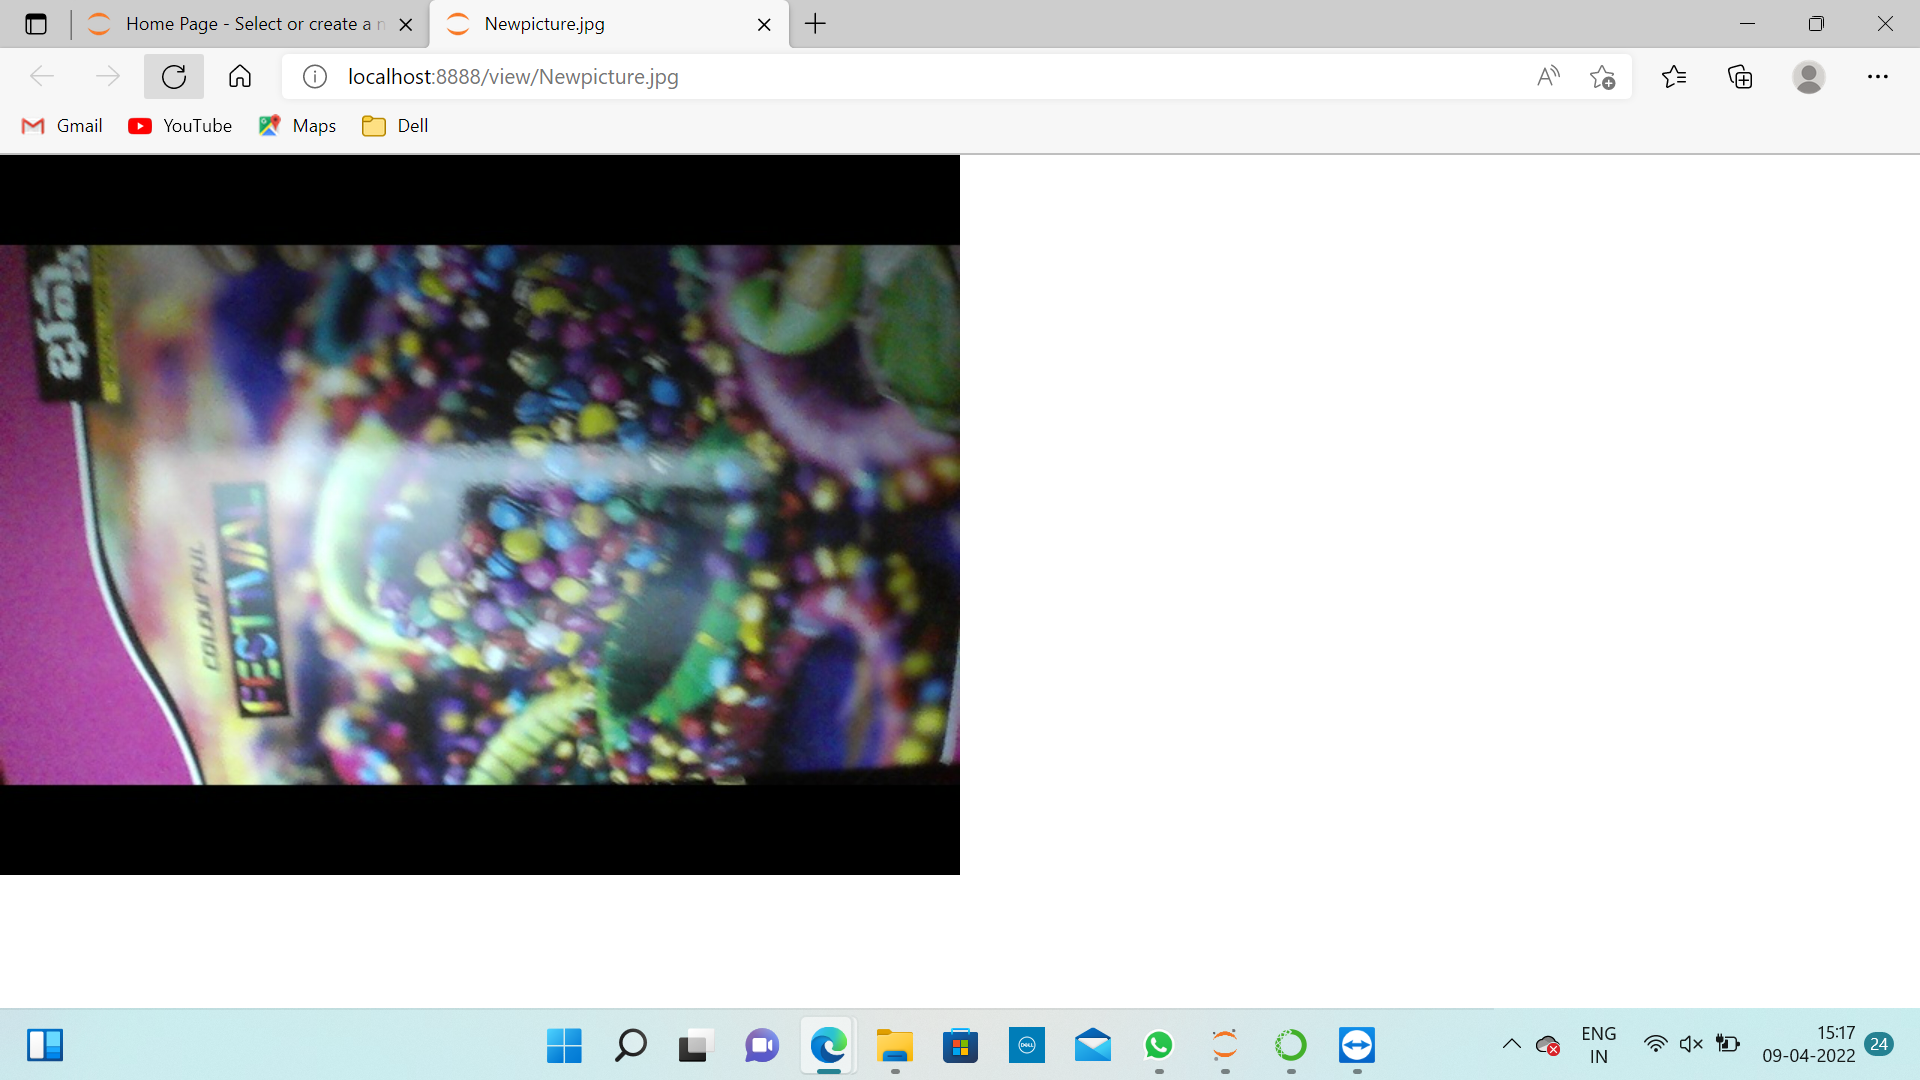 Home Page - Select or create a n
Newpicture.jpg
localhost:8888/view/Newpicture.jpg
Gmail
YouTube
Maps
Dell
COLOURFUL
FESTIVAL
DELL
ENG
IN
15:17
09-04-2022
24